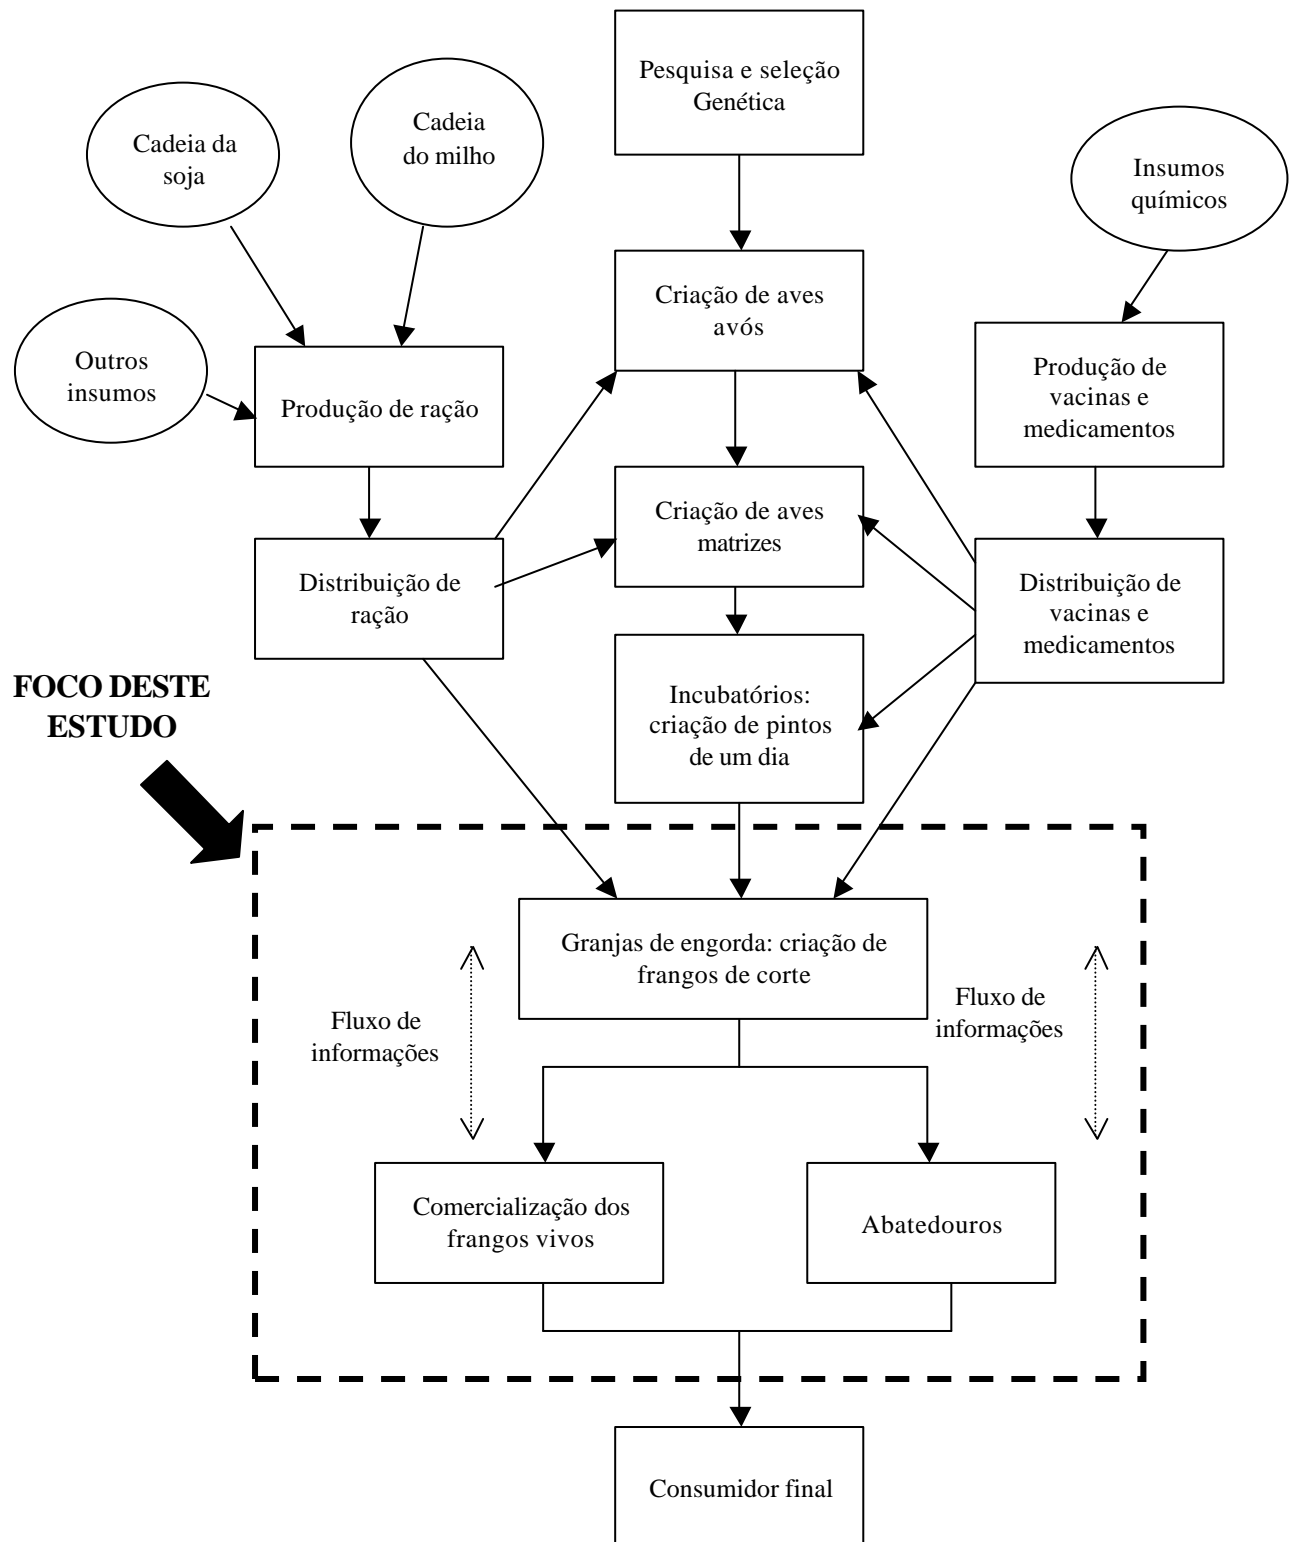 Pesquisa e seleção
Genética
Cadeia
do milho
Cadeia da
soja
Insumos
químicos
Criação de aves
avós
Outros
insumos
Produção de ração
Produção de
vacinas e
medicamentos
Criação de aves
matrizes
Distribuição de
ração
Distribuição de
vacinas e
medicamentos
Incubatórios:
criação de pintos
de um dia
FOCO DESTE
ESTUDO
Granjas de engorda: criação de
frangos de corte
Fluxo de
informações
Fluxo de
informações
Comercialização dos
frangos vivos
Abatedouros
Consumidor final